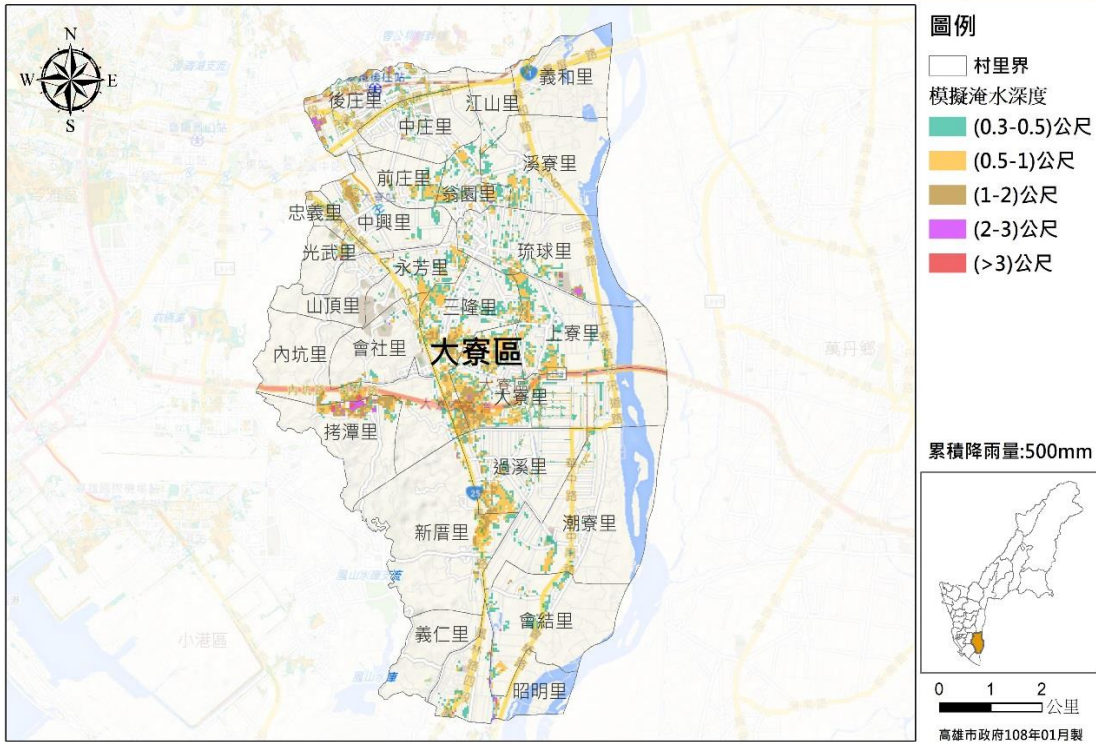 圖例
村里界
模擬淹水深度
(0.3-0.5)公尺
(0.5-1)公尺
(1-2)公尺
(2-3)公尺
(>3)公尺
累積降雨量:500mm
0 1 2
公里
高雄市政府108年01月製
N
W E
S
1
義和里
後庄里
江山里
中庄里
溪寮里
前庄里
翁園里
忠義里
中興里
光武里
琉球里
永芳里
山頂里
三隆里
上寮里
內坑里
會社里
大寮區
大寮里
拷潭里
過溪里
25
新厝里
潮寮里
會結里
義仁里
昭明里
萬丹鄉
小港區
鳳山水庫